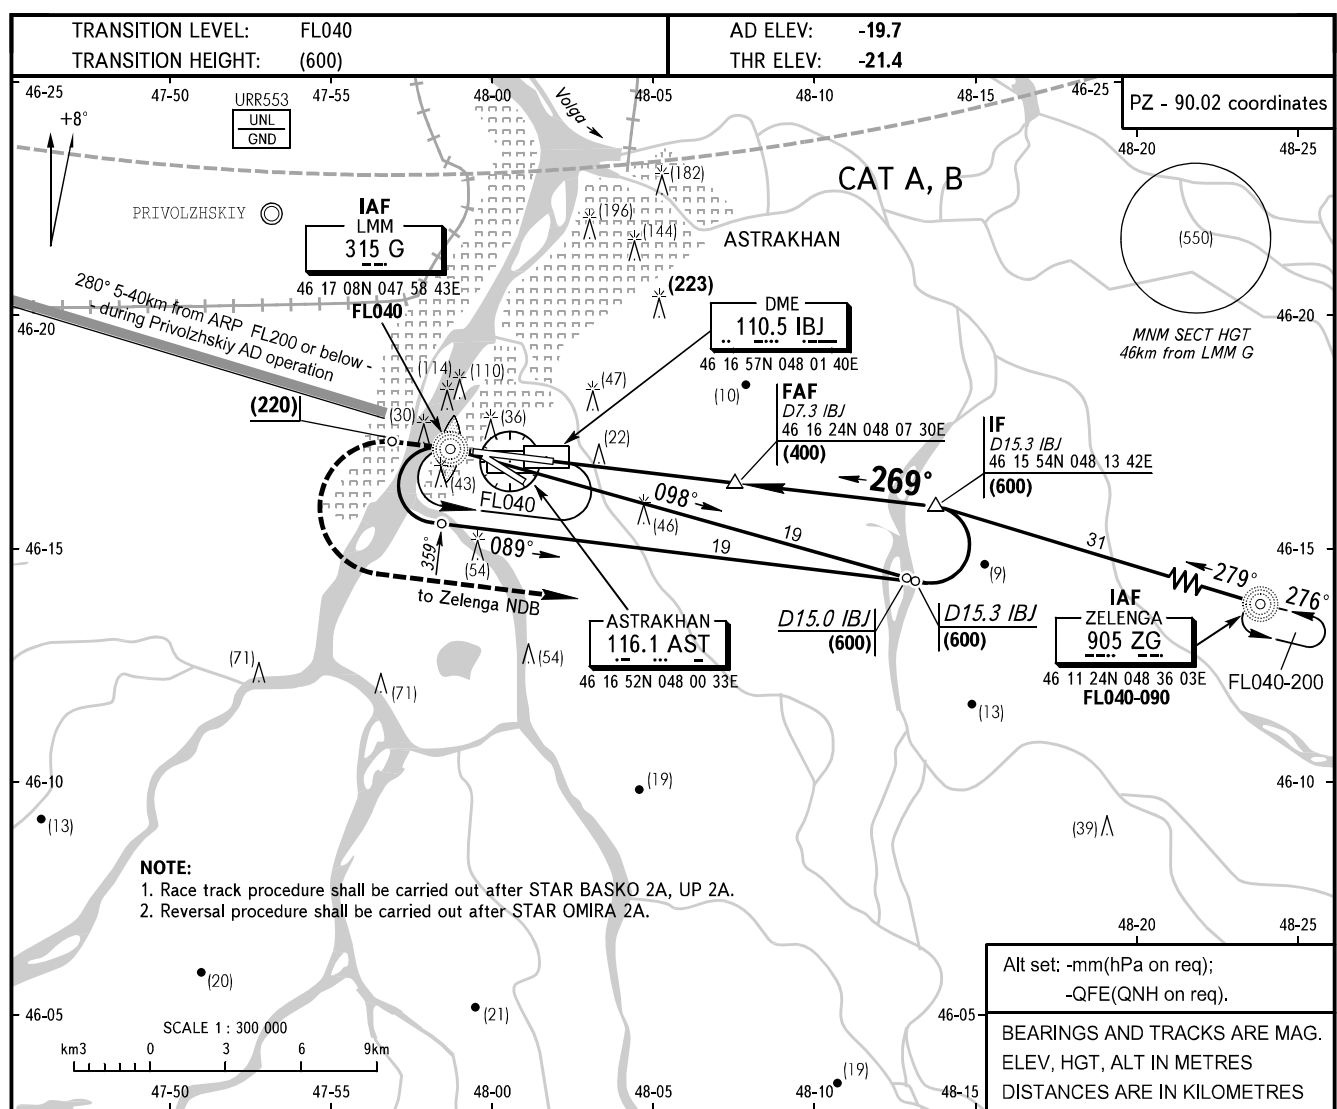 TRANSITION LEVEL: FL040
TRANSITION HEIGHT: (600)
AD ELEV: -19.7
THR ELEV: -21.4
46-25 47-50 47-55 48-00 48-05 48-10 48-15 46-25
PZ - 90.02 coordinates
48-20 48-25
+8°
URR553
UNL
GND
Volga
(182)
CAT A, B
PRIVOLZHSKIY
IAF
LMM
315 G
46 17 08N 047 58 43E
FL040
(196)
(144)
ASTRAKHAN
(550)
MNM SECT HGT
46km from LMM G
280° 5-40km from ARP FL200 or below -
- during Privolzhskiy AD operation
(223)
46-20
46-20
DME
110.5 IBJ
46 16 57N 048 01 40E
(114)
(110)
(47)
(10)
(220)
(30)
(36)
(22)
FAF
D7.3 IBJ
46 16 24N 048 07 30E
(400)
IF
D15.3 IBJ
46 15 54N 048 13 42E
(600)
269°
(43)
FL040
098°
(46)
19
19
31
46-15
46-15
359°
(54)
089°
(9)
279°
276°
to Zelenga NDB
ASTRAKHAN
116.1 AST
46 16 52N 048 00 33E
D15.0 IBJ
(600)
D15.3 IBJ
(600)
IAF
ZELENGA
905 ZG
46 11 24N 048 36 03E
FL040-090
FL040-200
(71)
(71)
(54)
(13)
46-10
46-10
(19)
(13)
(39)
NOTE:
1. Race track procedure shall be carried out after STAR BASKO 2A, UP 2A.
2. Reversal procedure shall be carried out after STAR OMIRA 2A.
48-20 48-25
(20)
(21)
Alt set: -mm(hPa on req);
-QFE(QNH on req).
46-05
46-05
SCALE 1 : 300 000
km3 0 3 6 9km
(19)
BEARINGS AND TRACKS ARE MAG.
ELEV, HGT, ALT IN METRES
DISTANCES ARE IN KILOMETRES
47-50 47-55 48-00 48-05 48-10 48-15